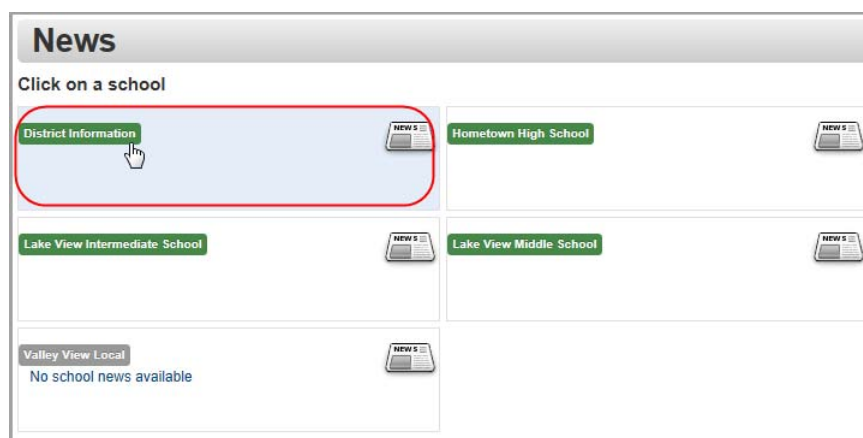 News
Click on a school
District Information
NEWS
Hometown High School
NEWS
Lake View Intermediate School
NEWS
Lake View Middle School
NEWS
Valley View Local
NEWS
No school news available